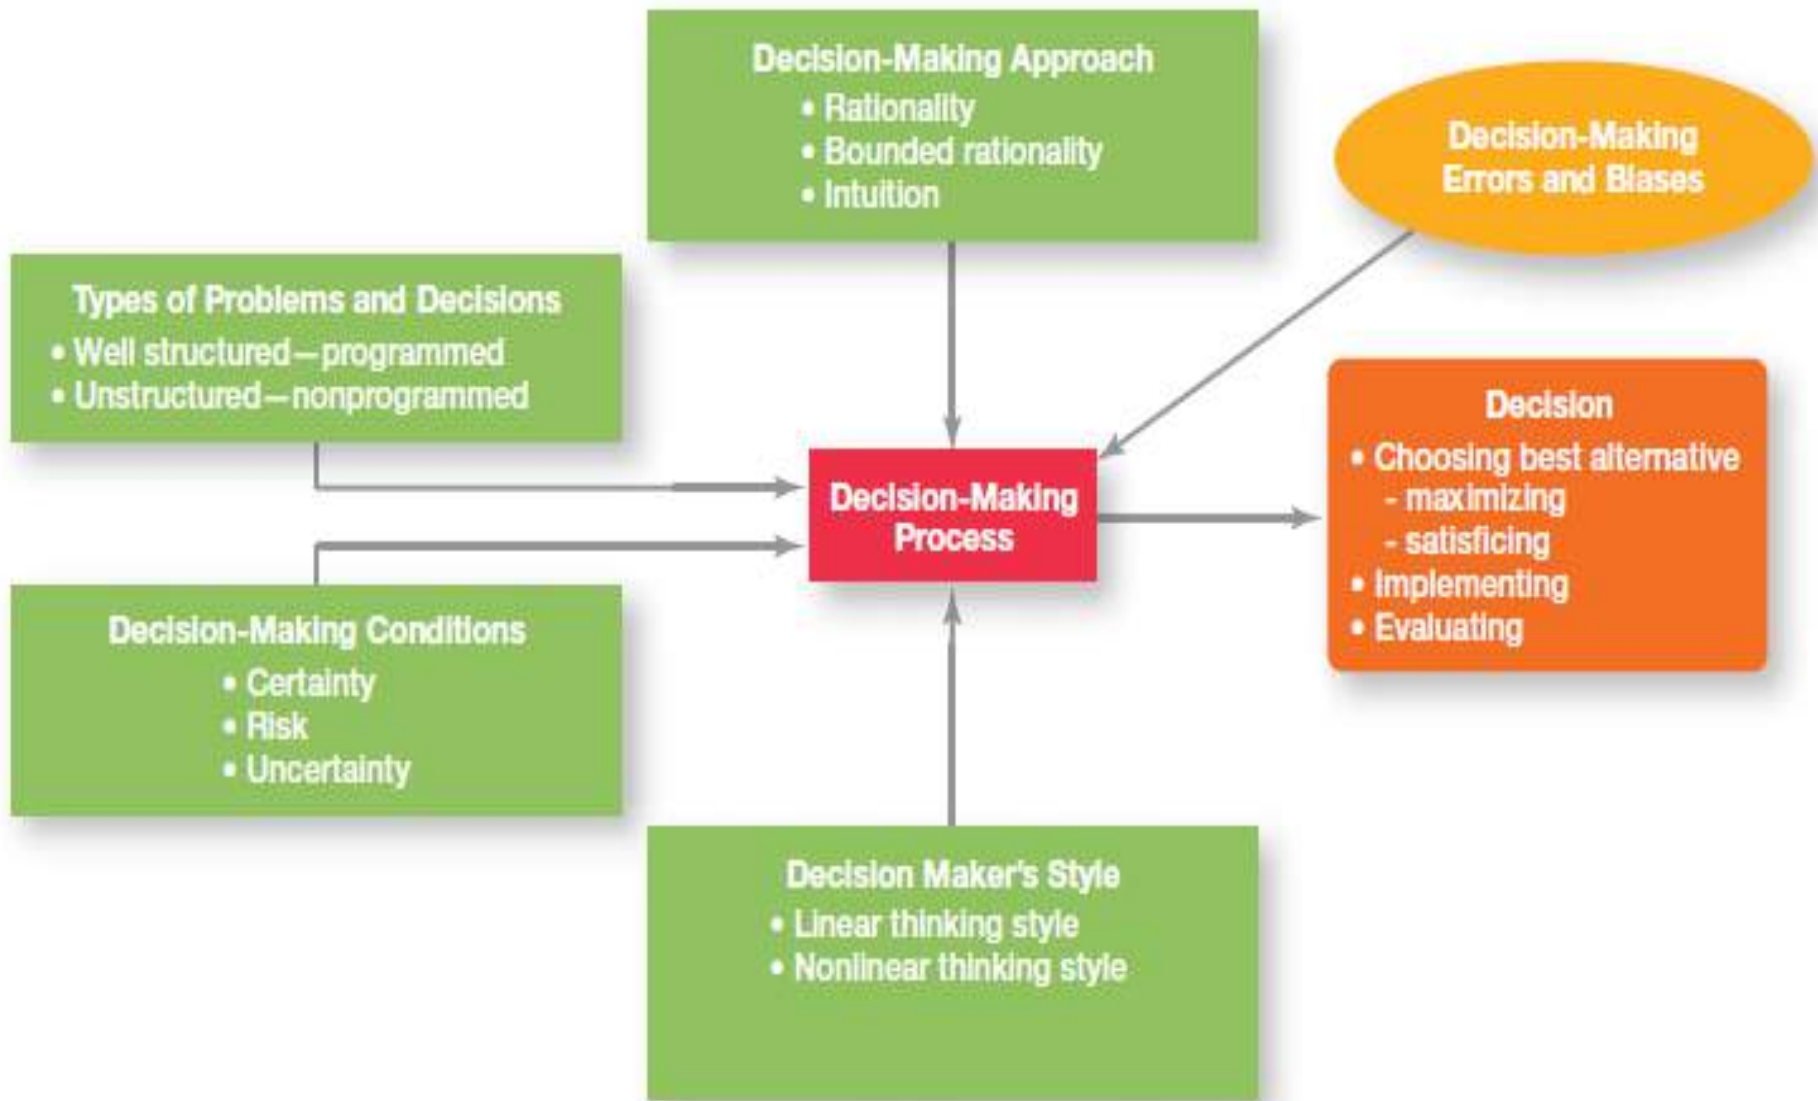 Decision-Making Approach
• Rationality
• Bounded rationality
• Intuition
Decision-Making
Errors and Biases
Types of Problems and Decisions
• Well structured—programmed
• Unstructured—nonprogrammed
Decision
• Choosing best alternative
- maximizing
- satisficing
• Implementing
• Evaluating
Decision-Making
Process
Decision-Making Conditions
• Certainty
• Risk
• Uncertainty
Decision Maker's Style
• Linear thinking style
• Nonlinear thinking style